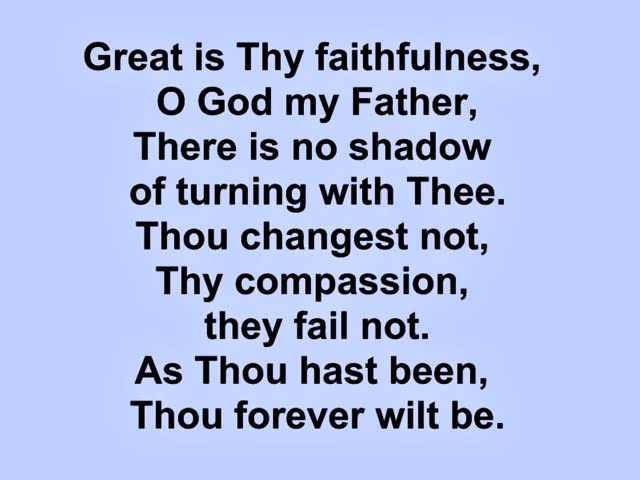 Great is Thy faithfulness,
O God my Father,
There is no shadow
of turning with Thee.
Thou changest not,
Thy compassion,
they fail not.
As Thou hast been,
Thou forever wilt be.